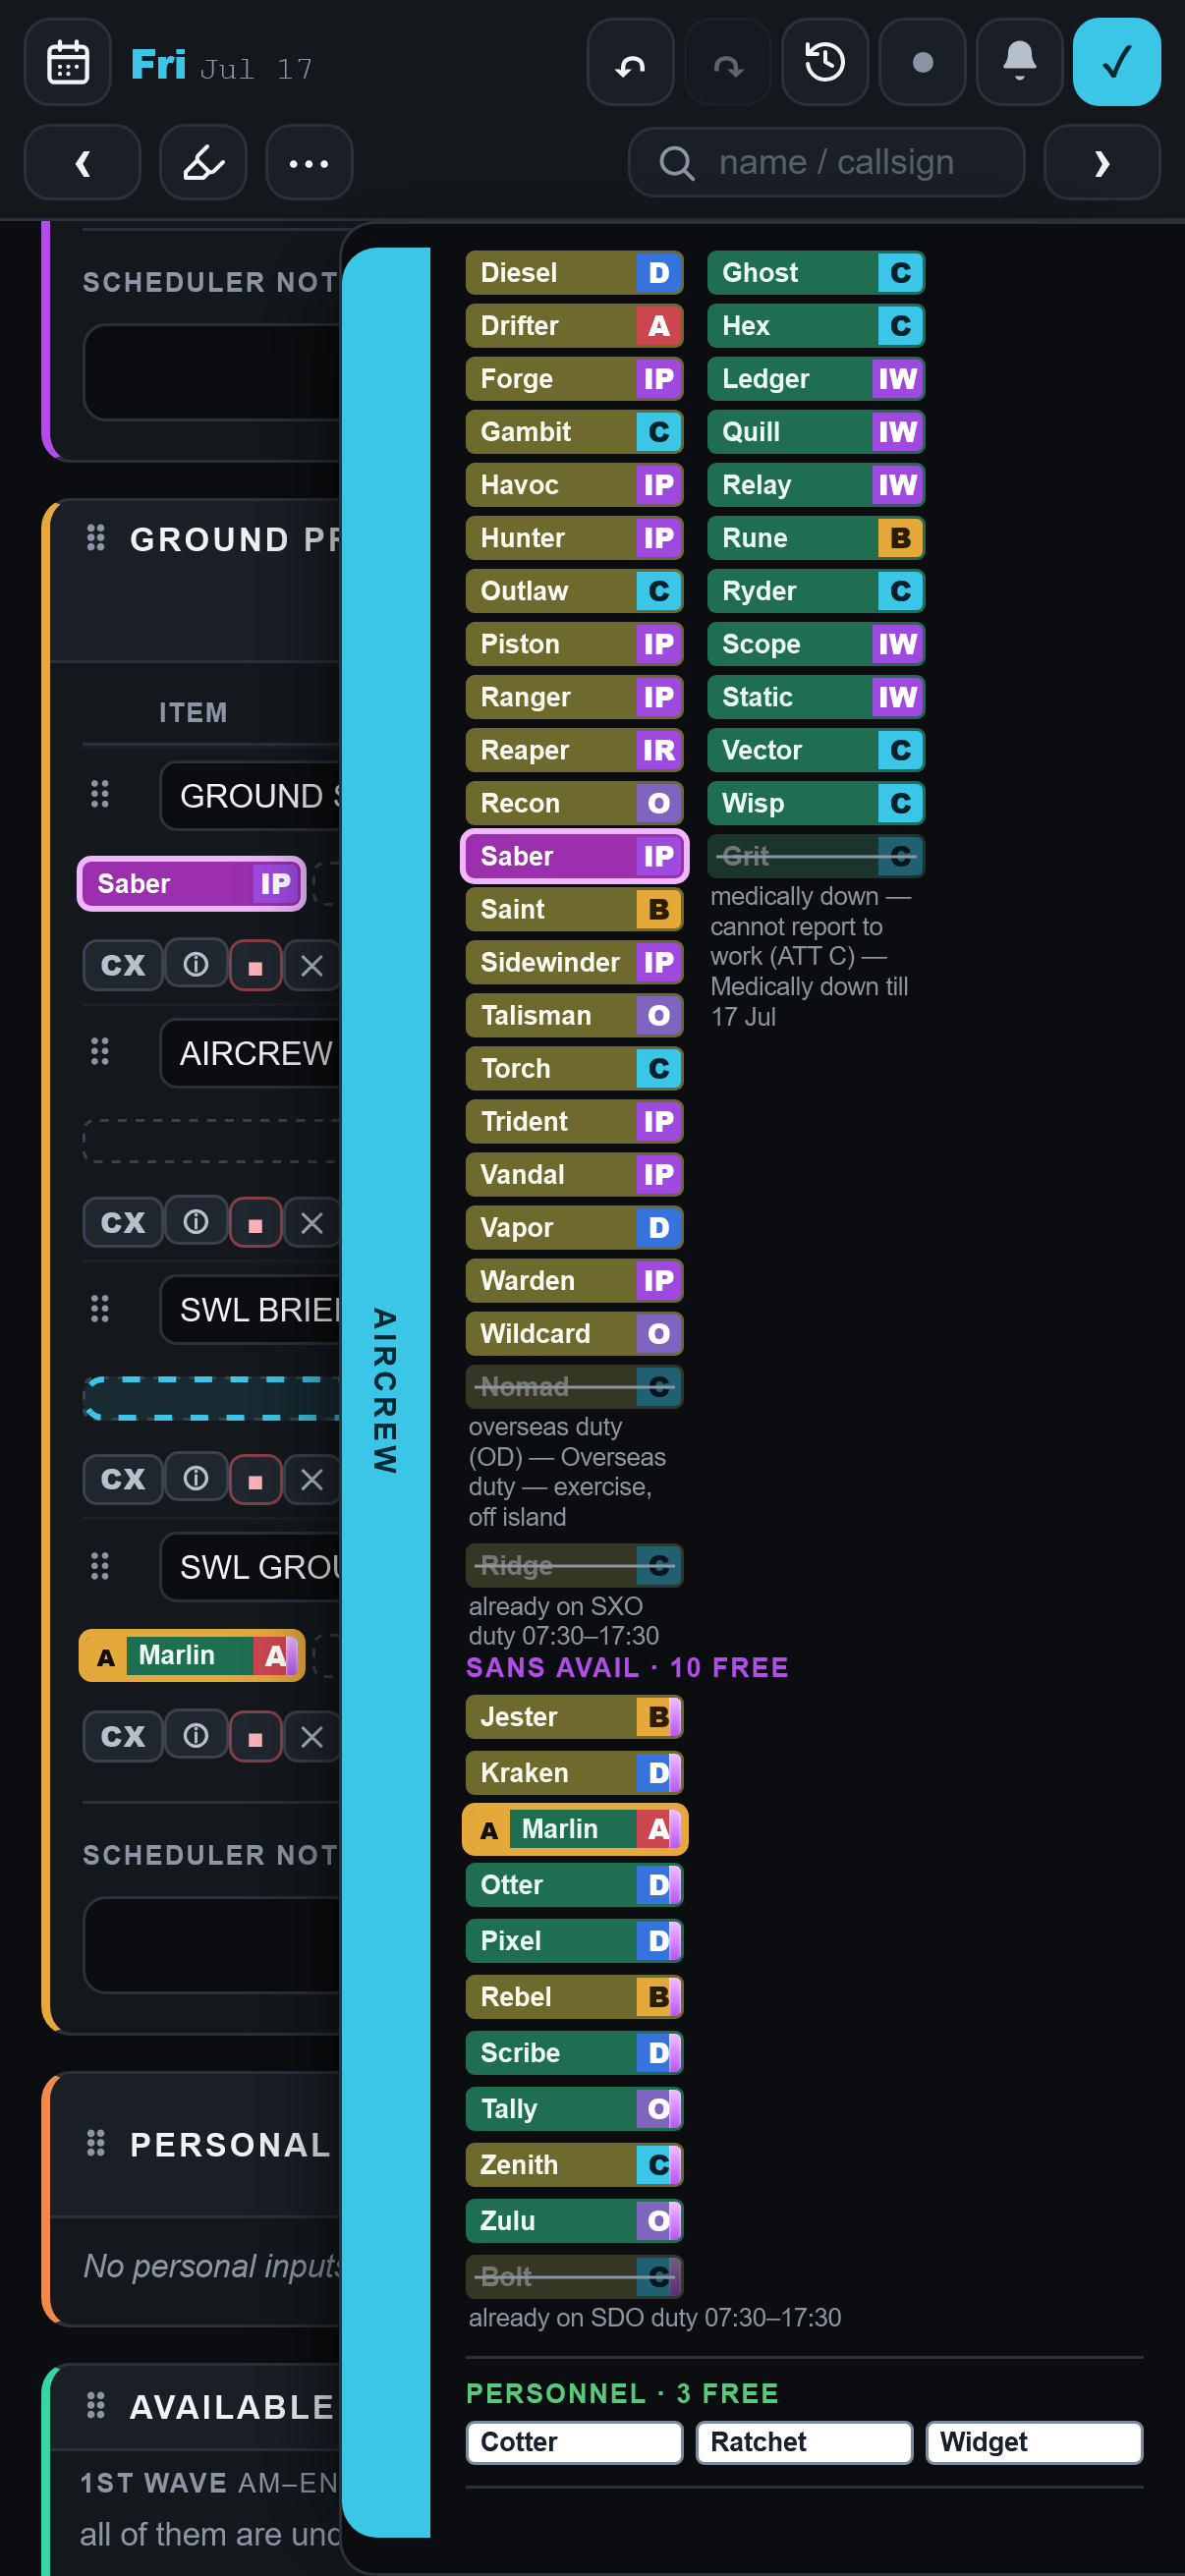 Fri Jul 17
name / callsign
SCHEDULER NOT
GROUND PR
ITEM
GROUND S
Saber IP
CX
AIRCREW
CX
SWL BRIEF
CX
SWL GROU
A Marlin A
CX
SCHEDULER NOT
PERSONAL
No personal inputs
AVAILABLE
1ST WAVE AM–EN
all of them are und
AIRCREW
Diesel D
Drifter A
Forge IP
Gambit C
Havoc IP
Hunter IP
Outlaw C
Piston IP
Ranger IP
Reaper IR
Recon O
Saber IP
Saint B
Sidewinder IP
Talisman O
Torch C
Trident IP
Vandal IP
Vapor D
Warden IP
Wildcard O
Nomad C
overseas duty
(OD) — Overseas
duty — exercise,
off island
Ridge C
already on SXO
duty 07:30–17:30
Ghost C
Hex C
Ledger IW
Quill IW
Relay IW
Rune B
Ryder C
Scope IW
Static IW
Vector C
Wisp C
Grit C
medically down —
cannot report to
work (ATT C) —
Medically down till
17 Jul
SANS AVAIL · 10 FREE
Jester B
Kraken D
A Marlin A
Otter D
Pixel D
Rebel B
Scribe D
Tally O
Zenith C
Zulu O
Bolt C
already on SDO duty 07:30–17:30
PERSONNEL · 3 FREE
Cotter
Ratchet
Widget